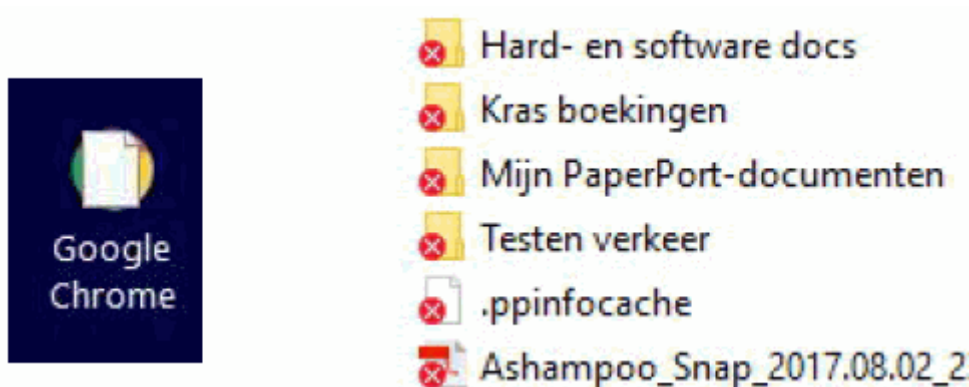 Google
Chrome
Hard- en software docs
Kras boekingen
Mijn PaperPort-documenten
Testen verkeer
.ppinfocache
Ashampoo_Snap_2017.08.02_2